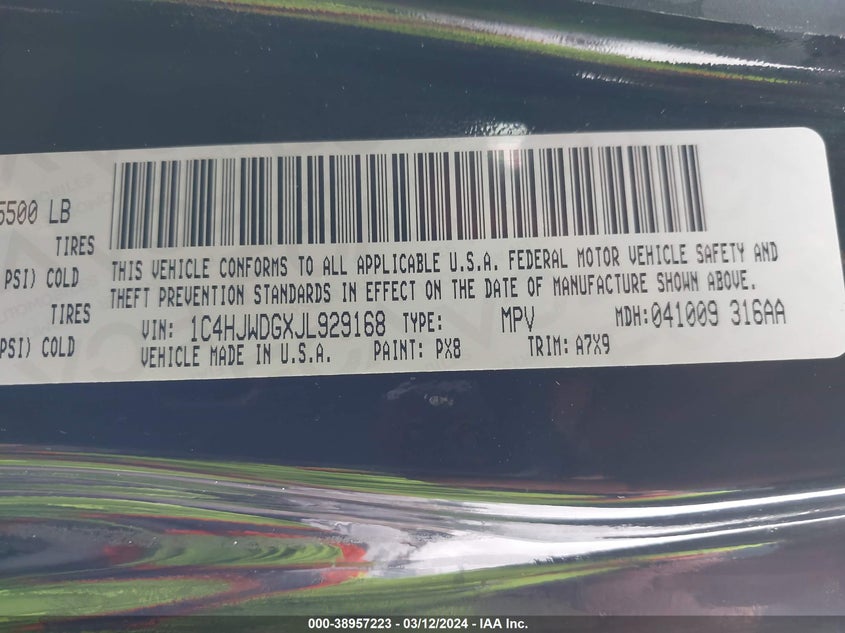 5500 LB
TIRES
PSI) COLD
TIRES
PSI) COLD
THIS VEHICLE CONFORMS TO ALL APPLICABLE U.S.A. FEDERAL MOTOR VEHICLE SAFETY AND
THEFT PREVENTION STANDARDS IN EFFECT ON THE DATE OF MANUFACTURE SHOWN ABOVE.
VIN: 1C4HJWDGXJL929168 TYPE: MPV MDH:041009 316AA
VEHICLE MADE IN U.S.A. PAINT: PX8 TRIM: A7X9
000-38957223 - 03/12/2024 - IAA Inc.